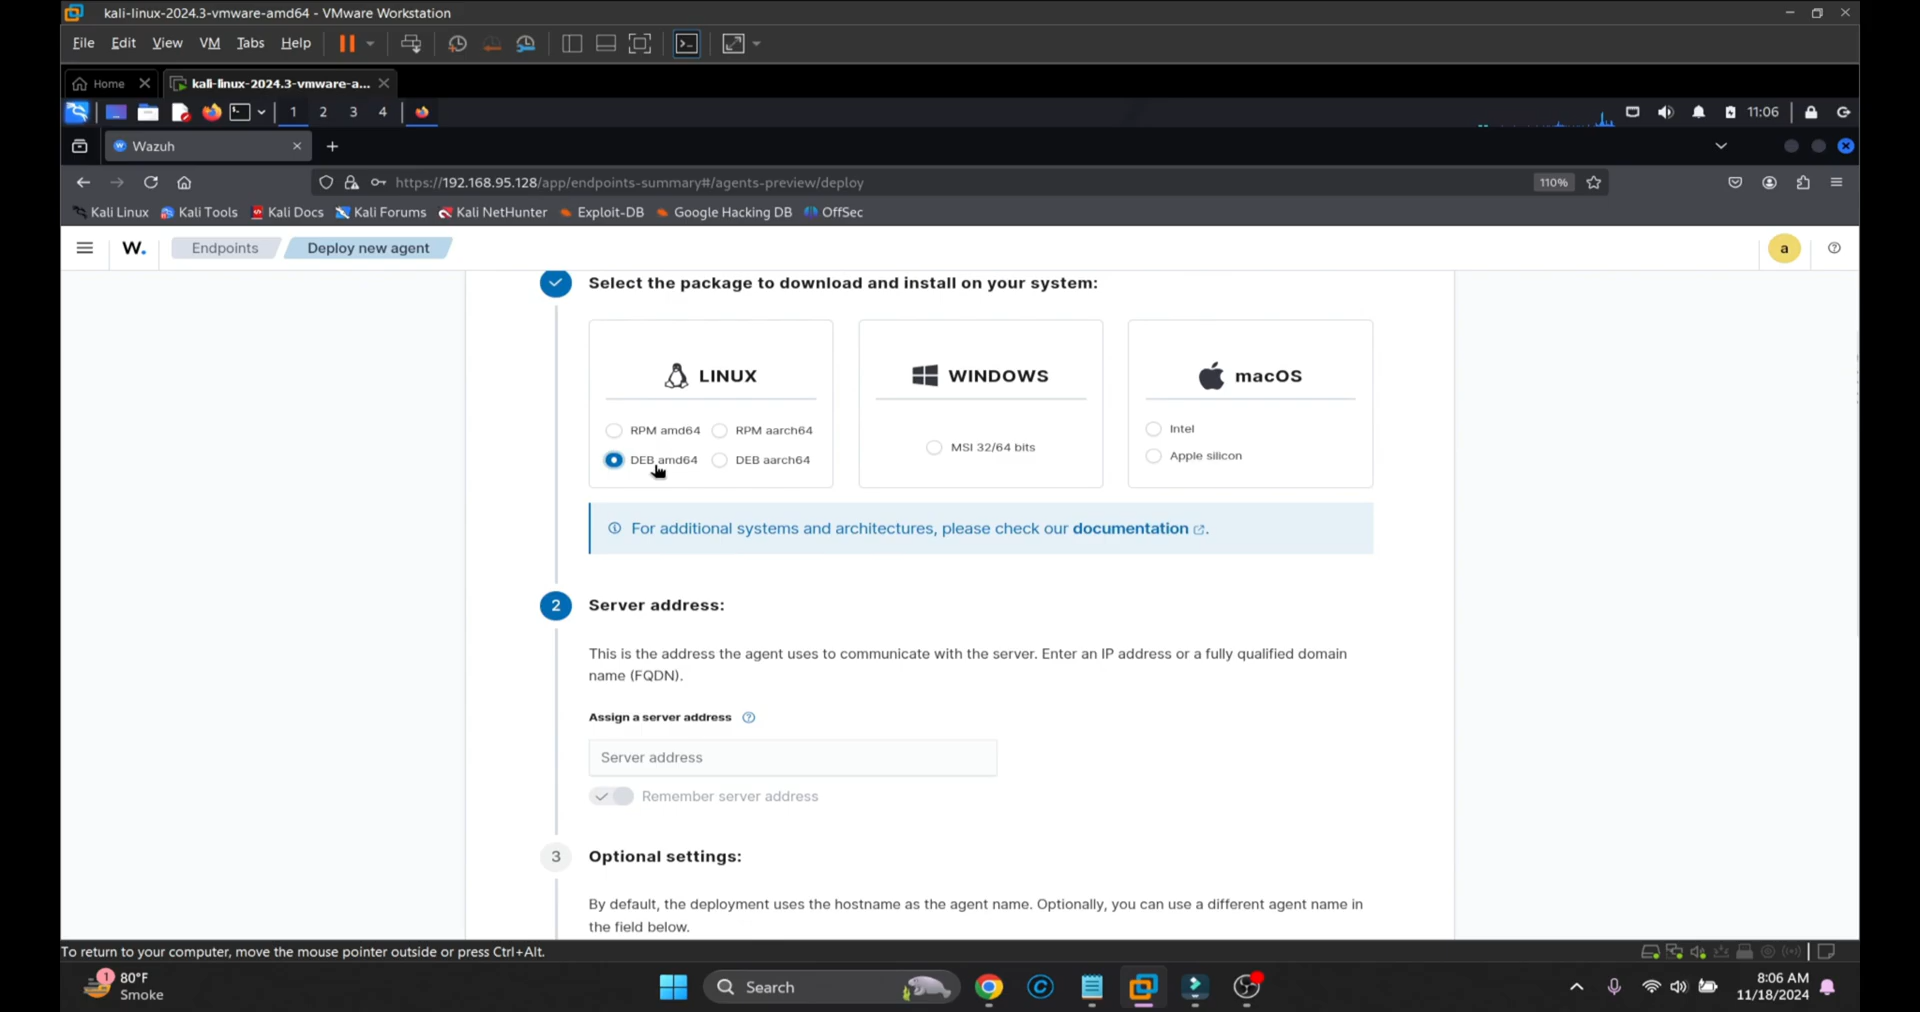 kali-linux-2024.3-vmware-amd64 - VMware Workstation
File Edit View VM Tabs Help
Home kali-linux-2024.3-vmware-a...
1 2 3 4 11:06
Wazuh
https://192.168.95.128/app/endpoints-summary#/agents-preview/deploy 110%
Kali Linux Kali Tools Kali Docs Kali Forums Kali NetHunter Exploit-DB Google Hacking DB OffSec
W. Endpoints Deploy new agent a
Select the package to download and install on your system:
LINUX WINDOWS macOS
RPM amd64 RPM aarch64 Intel
MSI 32/64 bits
DEB amd64 DEB aarch64 Apple silicon
For additional systems and architectures, please check our documentation.
2 Server address:
This is the address the agent uses to communicate with the server. Enter an IP address or a fully qualified domain
name (FQDN).
Assign a server address
Server address
Remember server address
3 Optional settings:
By default, the deployment uses the hostname as the agent name. Optionally, you can use a different agent name in
the field below.
To return to your computer, move the mouse pointer outside or press Ctrl+Alt.
1 80°F
Smoke
Search
8:06 AM
11/18/2024